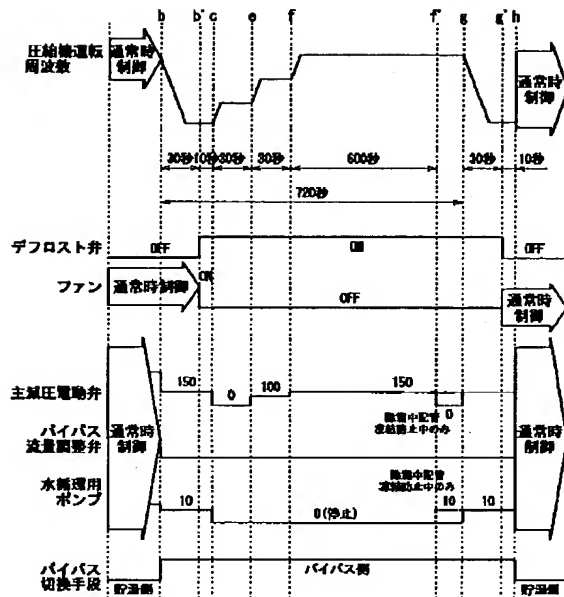 b b' c e f f' g g' h
圧縮機運転
周波数
通常時
制御
通常時
制御
30秒 10秒 30秒 30秒 600秒 30秒 10秒
720秒
デフロスト弁
OFF ON OFF
ファン
通常時制御
ON
OFF
通常時
制御
主減圧電動弁
150 0 100 150 0
除霜中配管
凍結防止中のみ
バイパス
流量調整弁
通常時
制御
通常時
制御
除霜中配管
凍結防止中のみ
水循環用
ポンプ
10 0(停止) 10 10
バイパス
切換手段
貯湯側 バイパス側 貯湯側